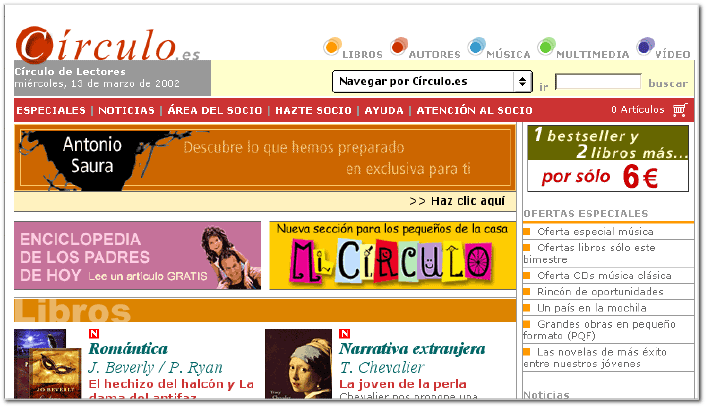 Círculo.es
LIBROS AUTORES MÚSICA MULTIMEDIA VÍDEO
Círculo de Lectores
miércoles, 13 de marzo de 2002
Navegar por Círculo.es ir buscar
ESPECIALES | NOTICIAS | ÁREA DEL SOCIO | HAZTE SOCIO | AYUDA | ATENCIÓN AL SOCIO 0 Artículos
Antonio
Saura
Descubre lo que hemos preparado
en exclusiva para ti
>> Haz clic aquí
1 bestseller y
2 libros más...
por sólo 6€
ENCICLOPEDIA
DE LOS PADRES
DE HOY Lee un artículo GRATIS
Nueva sección para los pequeños de la casa
Mi CÍRCULO
OFERTAS ESPECIALES
Oferta especial música
Ofertas libros sólo este
bimestre
Oferta CDs música clásica
Rincón de oportunidades
Un país en la mochila
Grandes obras en pequeño
formato (PQF)
Las novelas de más éxito
entre nuestros jóvenes
Noticias
Libros
N
Romántica
J. Beverly / P. Ryan
El hechizo del halcón y La
dama del antifaz
JO BEVERLY
N
Narrativa extranjera
T. Chevalier
La joven de la perla
Chevalier nos propone una